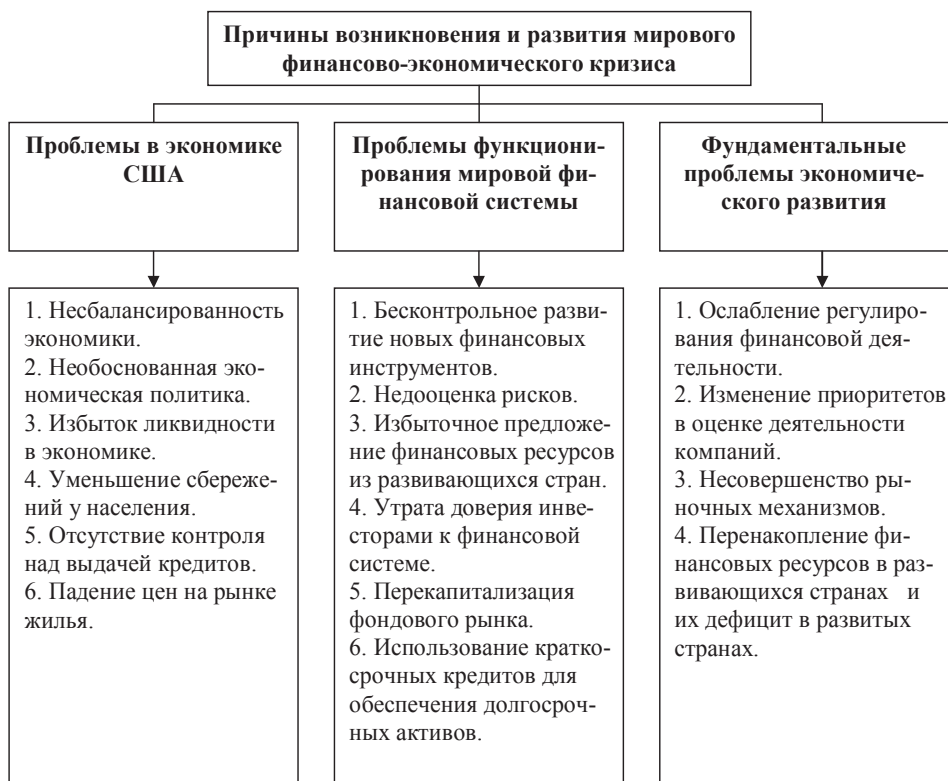 Причины возникновения и развития мирового
финансово-экономического кризиса
Проблемы в экономике
США
1. Несбалансированность
экономики.
2. Необоснованная эко-
номическая политика.
3. Избыток ликвидности
в экономике.
4. Уменьшение сбереже-
ний у населения.
5. Отсутствие контроля
над выдачей кредитов.
6. Падение цен на рынке
жилья.
Проблемы функциони-
рования мировой фи-
нансовой системы
1. Бесконтрольное разви-
тие новых финансовых
инструментов.
2. Недооценка рисков.
3. Избыточное предложе-
ние финансовых ресурсов
из развивающихся стран.
4. Утрата доверия инве-
сторами к финансовой
системе.
5. Перекапитализация
фондового рынка.
6. Использование кратко-
срочных кредитов для
обеспечения долгосроч-
ных активов.
Фундаментальные
проблемы экономиче-
ского развития
1. Ослабление регулиро-
вания финансовой дея-
тельности.
2. Изменение приоритетов
в оценке деятельности
компаний.
3. Несовершенство ры-
ночных механизмов.
4. Перенакопление фи-
нансовых ресурсов в раз-
вивающихся странах и
их дефицит в развитых
странах.